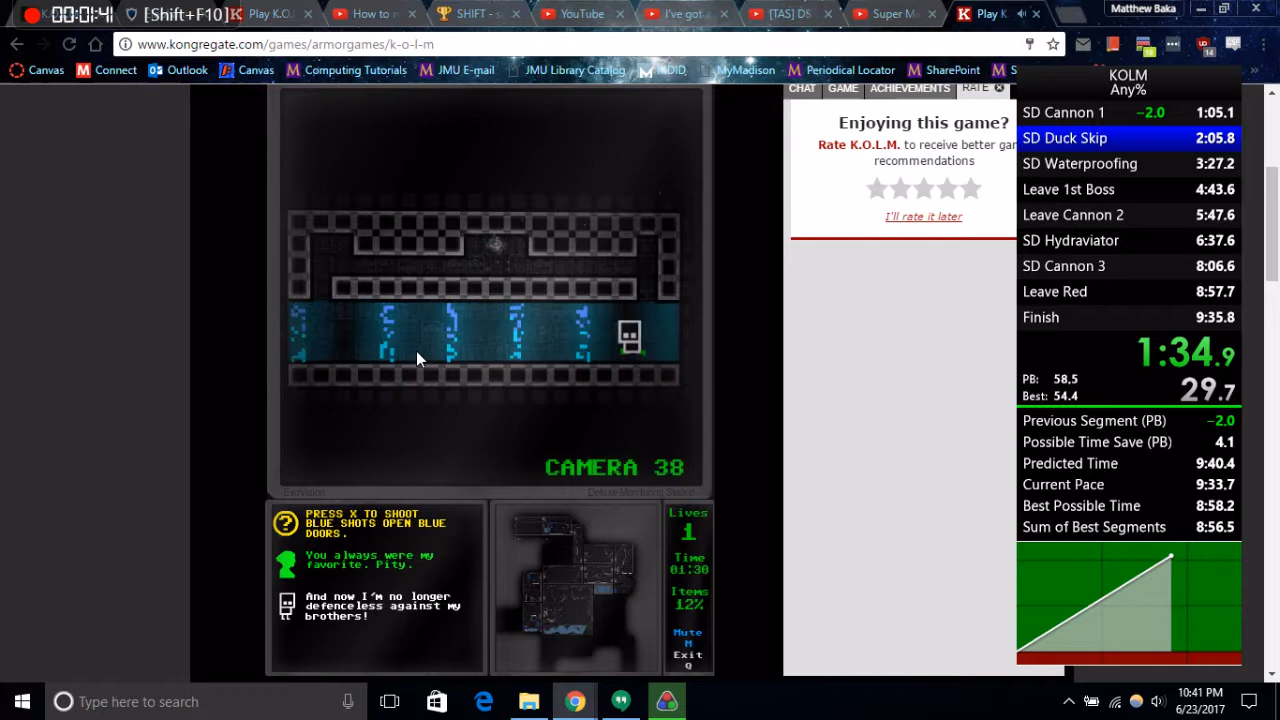 0:00:41
[Shift+F10]
Play K.O.
How to re
SHIFT - s
YouTube
I've got
[TAS] DS
Super Ma
Play K
Matthew Baka
www.kongregate.com/games/armorgames/k-o-l-m
Canvas
Connect
Outlook
Canvas
Computing Tutorials
JMU E-mail
JMU Library Catalog
MyMadison
Periodical Locator
SharePoint
CHAT
GAME
ACHIEVEMENTS
RATE
Enjoying this game?
Rate K.O.L.M. to receive better gam
recommendations
I'll rate it later
CAMERA 38
Deluxe Monitoring Station
PRESS X TO SHOOT
BLUE SHOTS OPEN BLUE
DOORS.
You always were my
favorite. Pity.
And now I'm no longer
defenceless against my
brothers!
Lives
1
Time
01:30
Items
12%
Mute
M
Exit
Q
KOLM
Any%
SD Cannon 1 −2.0 1:05.1
SD Duck Skip 2:05.8
SD Waterproofing 3:27.2
Leave 1st Boss 4:43.6
Leave Cannon 2 5:47.6
SD Hydraviator 6:37.6
SD Cannon 3 8:06.6
Leave Red 8:57.7
Finish 9:35.8
1:34.9
PB: 58.5
Best: 54.4
29.7
Previous Segment (PB) −2.0
Possible Time Save (PB) 4.1
Predicted Time 9:40.4
Current Pace 9:33.7
Best Possible Time 8:58.2
Sum of Best Segments 8:56.5
Type here to search
10:41 PM
6/23/2017